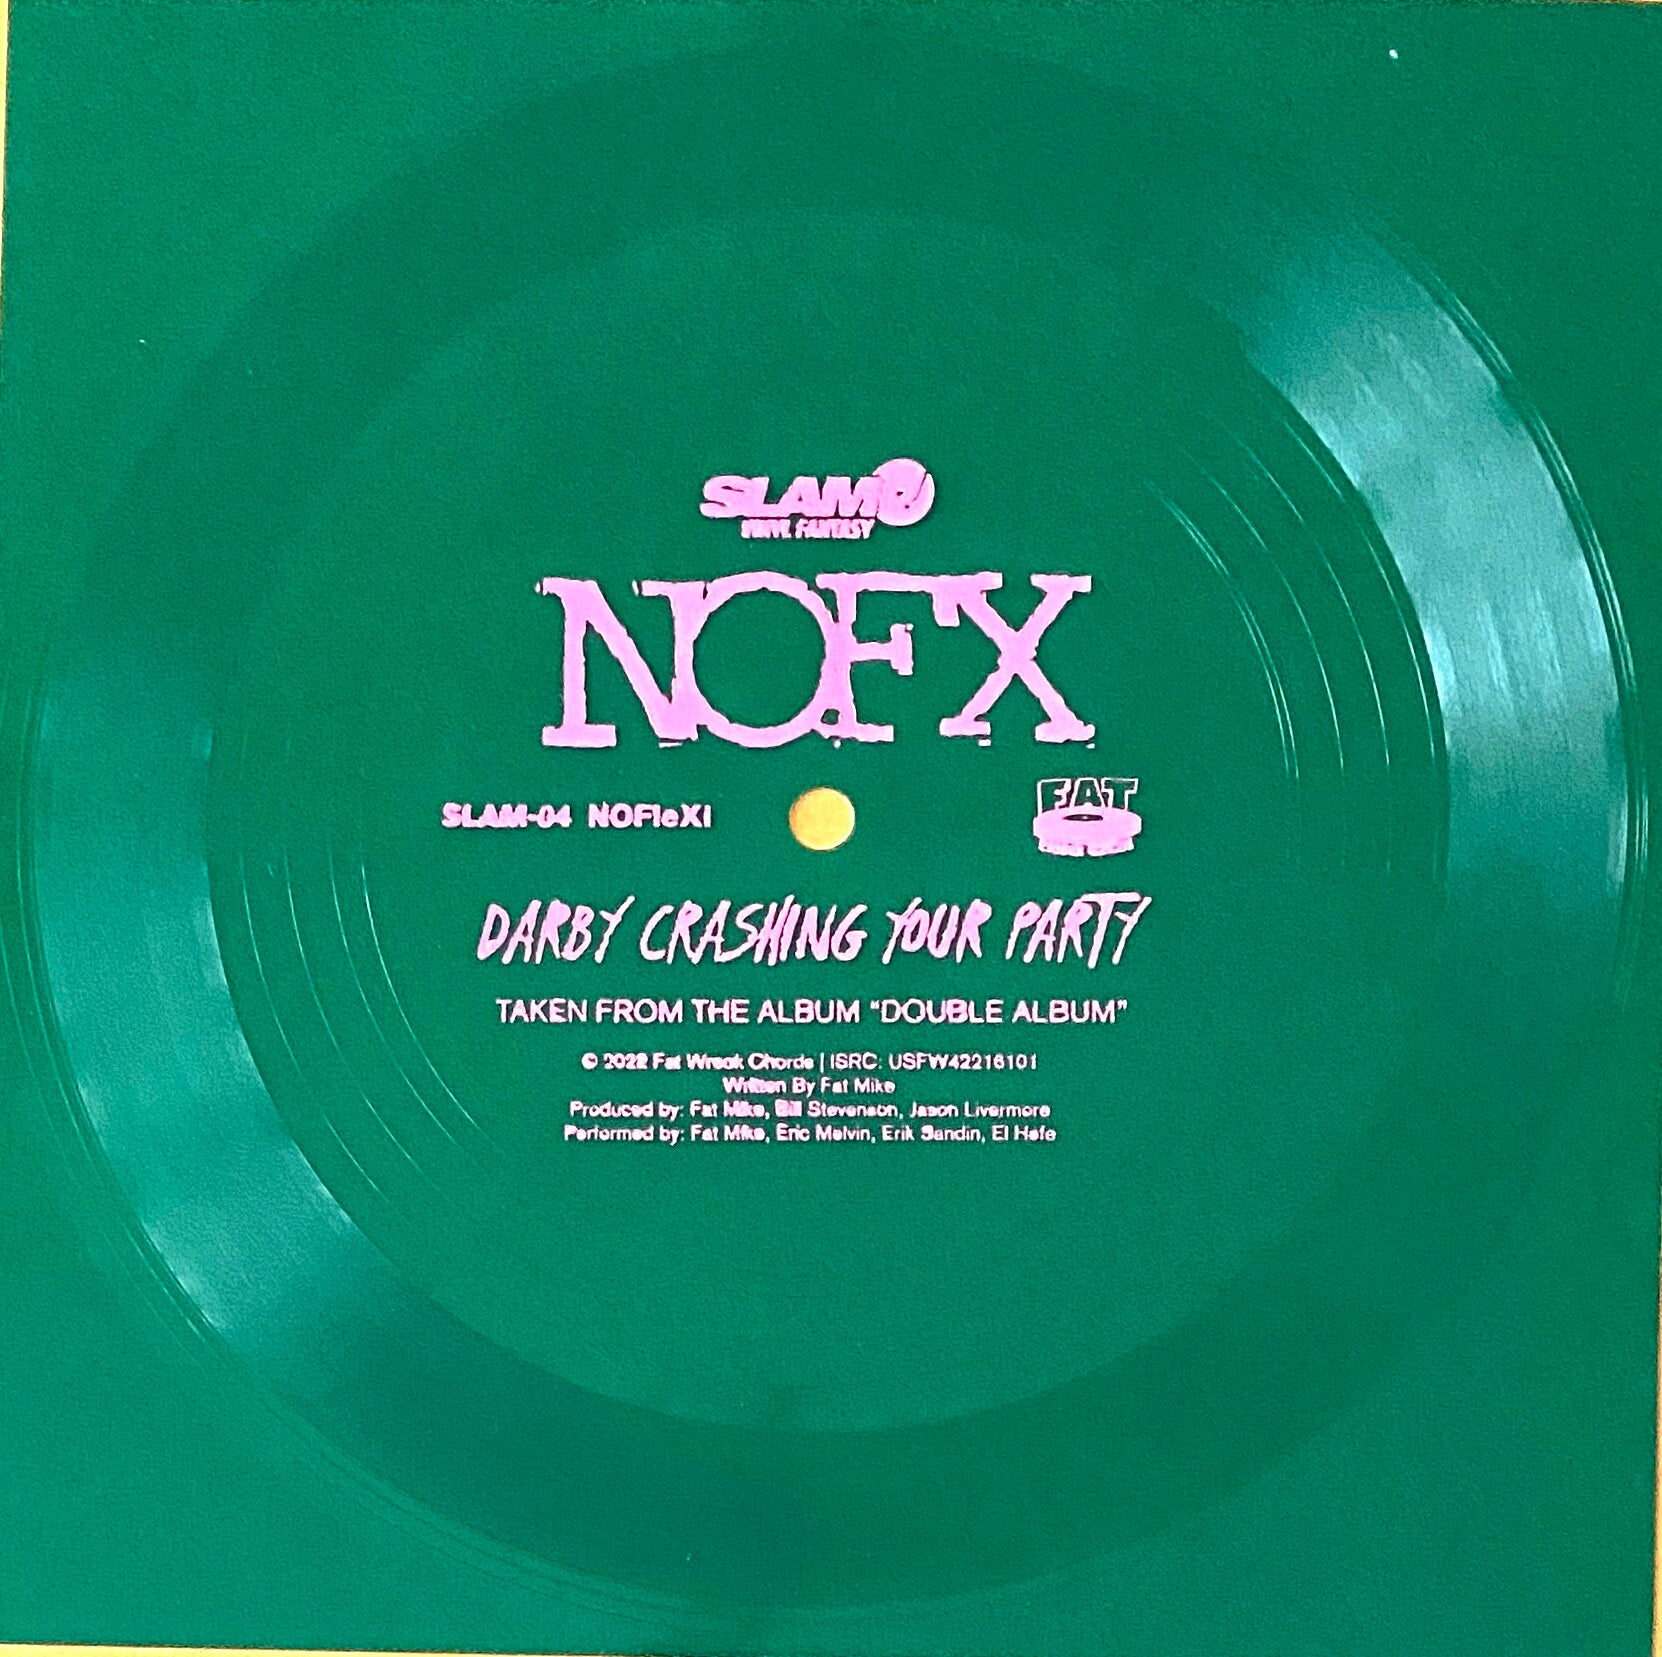 SLAM
VINYL FANTASY
NOFX
SLAM-04 NOFleXI
FAT
DARBY CRASHING YOUR PARTY
TAKEN FROM THE ALBUM “DOUBLE ALBUM”
© 2022 Fat Wreck Chords | ISRC: USFW42216101
Written By Fat Mike
Produced by: Fat Mike, Bill Stevenson, Jason Livermore
Performed by: Fat Mike, Eric Melvin, Erik Sandin, El Hefe